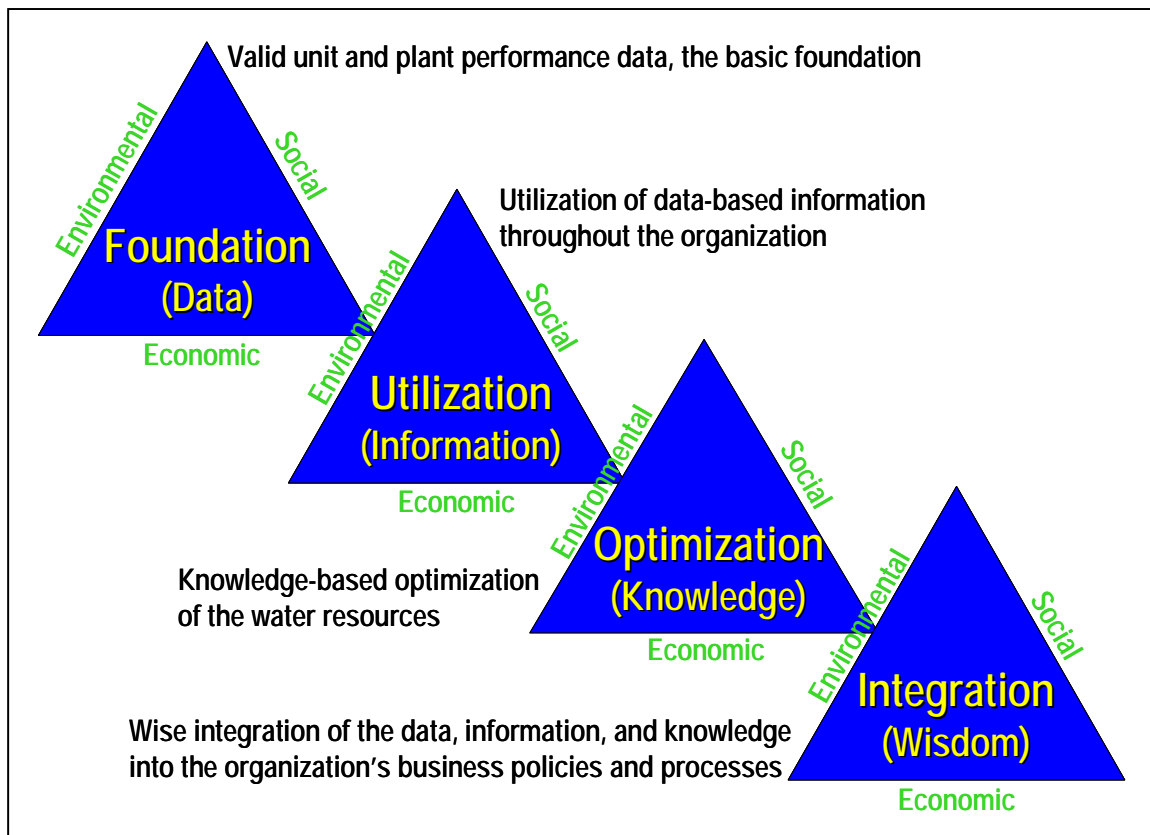 Valid unit and plant performance data, the basic foundation
Environmental
Social
Foundation
(Data)
Economic
Utilization of data-based information
throughout the organization
Environmental
Social
Utilization
(Information)
Economic
Knowledge-based optimization
of the water resources
Environmental
Social
Optimization
(Knowledge)
Economic
Wise integration of the data, information, and knowledge
into the organization's business policies and processes
Environmental
Social
Integration
(Wisdom)
Economic